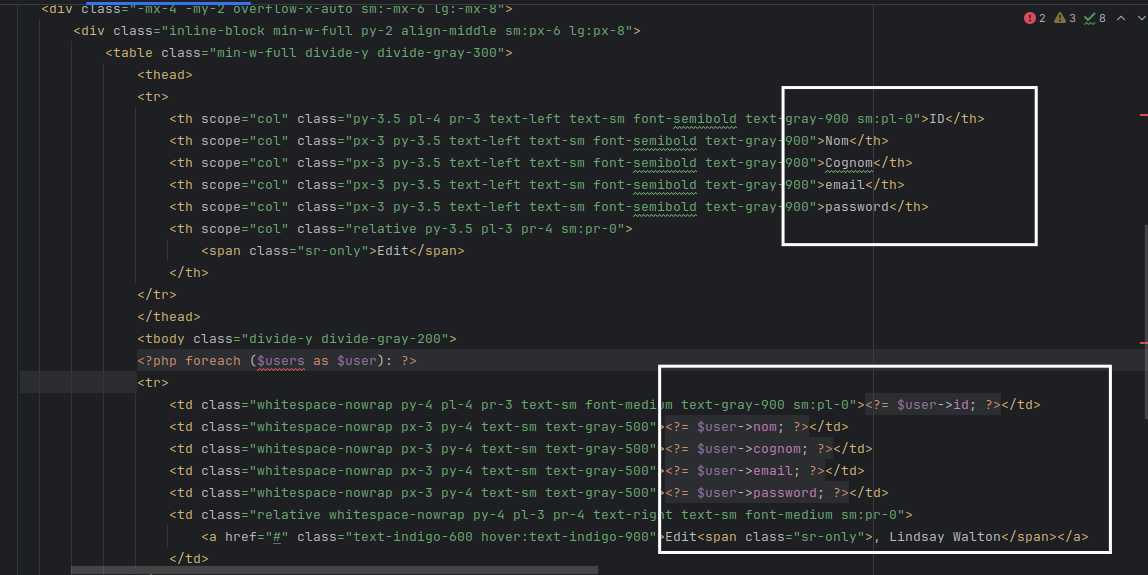 <div class="-mx-4 -my-2 overflow-x-auto sm:-mx-6 lg:-mx-8">
2 3 8
<div class="inline-block min-w-full py-2 align-middle sm:px-6 lg:px-8">
<table class="min-w-full divide-y divide-gray-300">
<thead>
<tr>
<th scope="col" class="py-3.5 pl-4 pr-3 text-left text-sm font-semibold text-gray-900 sm:pl-0">ID</th>
<th scope="col" class="px-3 py-3.5 text-left text-sm font-semibold text-gray-900">Nom</th>
<th scope="col" class="px-3 py-3.5 text-left text-sm font-semibold text-gray-900">Cognom</th>
<th scope="col" class="px-3 py-3.5 text-left text-sm font-semibold text-gray-900">email</th>
<th scope="col" class="px-3 py-3.5 text-left text-sm font-semibold text-gray-900">password</th>
<th scope="col" class="relative py-3.5 pl-3 pr-4 sm:pr-0">
<span class="sr-only">Edit</span>
</th>
</tr>
</thead>
<tbody class="divide-y divide-gray-200">
<?php foreach ($users as $user): ?>
<tr>
<td class="whitespace-nowrap py-4 pl-4 pr-3 text-sm font-medium text-gray-900 sm:pl-0"><?= $user->id; ?></td>
<td class="whitespace-nowrap px-3 py-4 text-sm text-gray-500"><?= $user->nom; ?></td>
<td class="whitespace-nowrap px-3 py-4 text-sm text-gray-500"><?= $user->cognom; ?></td>
<td class="whitespace-nowrap px-3 py-4 text-sm text-gray-500"><?= $user->email; ?></td>
<td class="whitespace-nowrap px-3 py-4 text-sm text-gray-500"><?= $user->password; ?></td>
<td class="relative whitespace-nowrap py-4 pl-3 pr-4 text-right text-sm font-medium sm:pr-0">
<a href="#" class="text-indigo-600 hover:text-indigo-900">Edit<span class="sr-only">, Lindsay Walton</span></a>
</td>